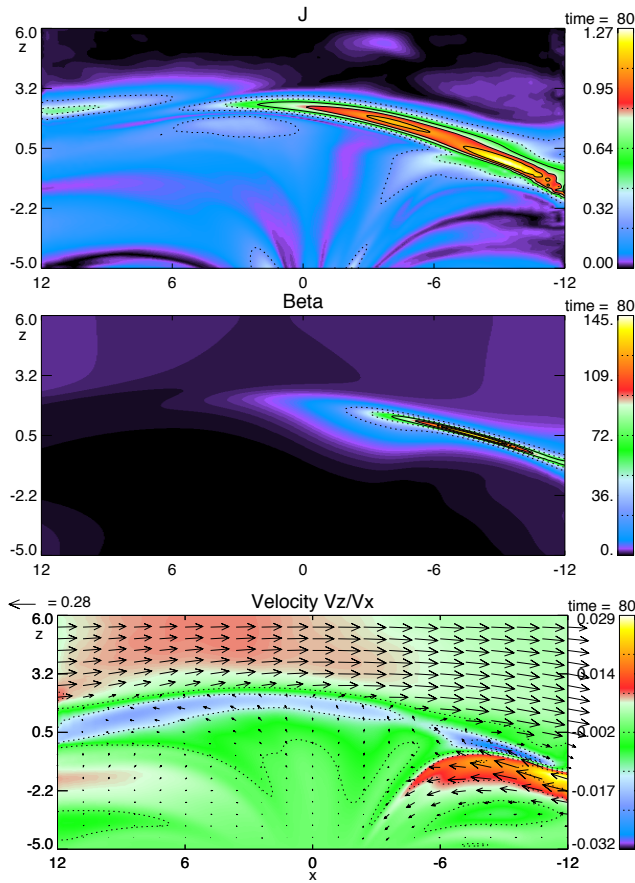 J
time = 80
6.0
z
3.2
0.5
-2.2
-5.0
12 6 0 -6 -12
1.27
0.95
0.64
0.32
0.00
Beta
time = 80
6.0
z
3.2
0.5
-2.2
-5.0
12 6 0 -6 -12
145.
109.
72.
36.
0.
= 0.28
Velocity Vz/Vx
time = 80
6.0
z
3.2
0.5
-2.2
-5.0
12 6 0 -6 -12
x
0.029
0.014
-0.002
-0.017
-0.032